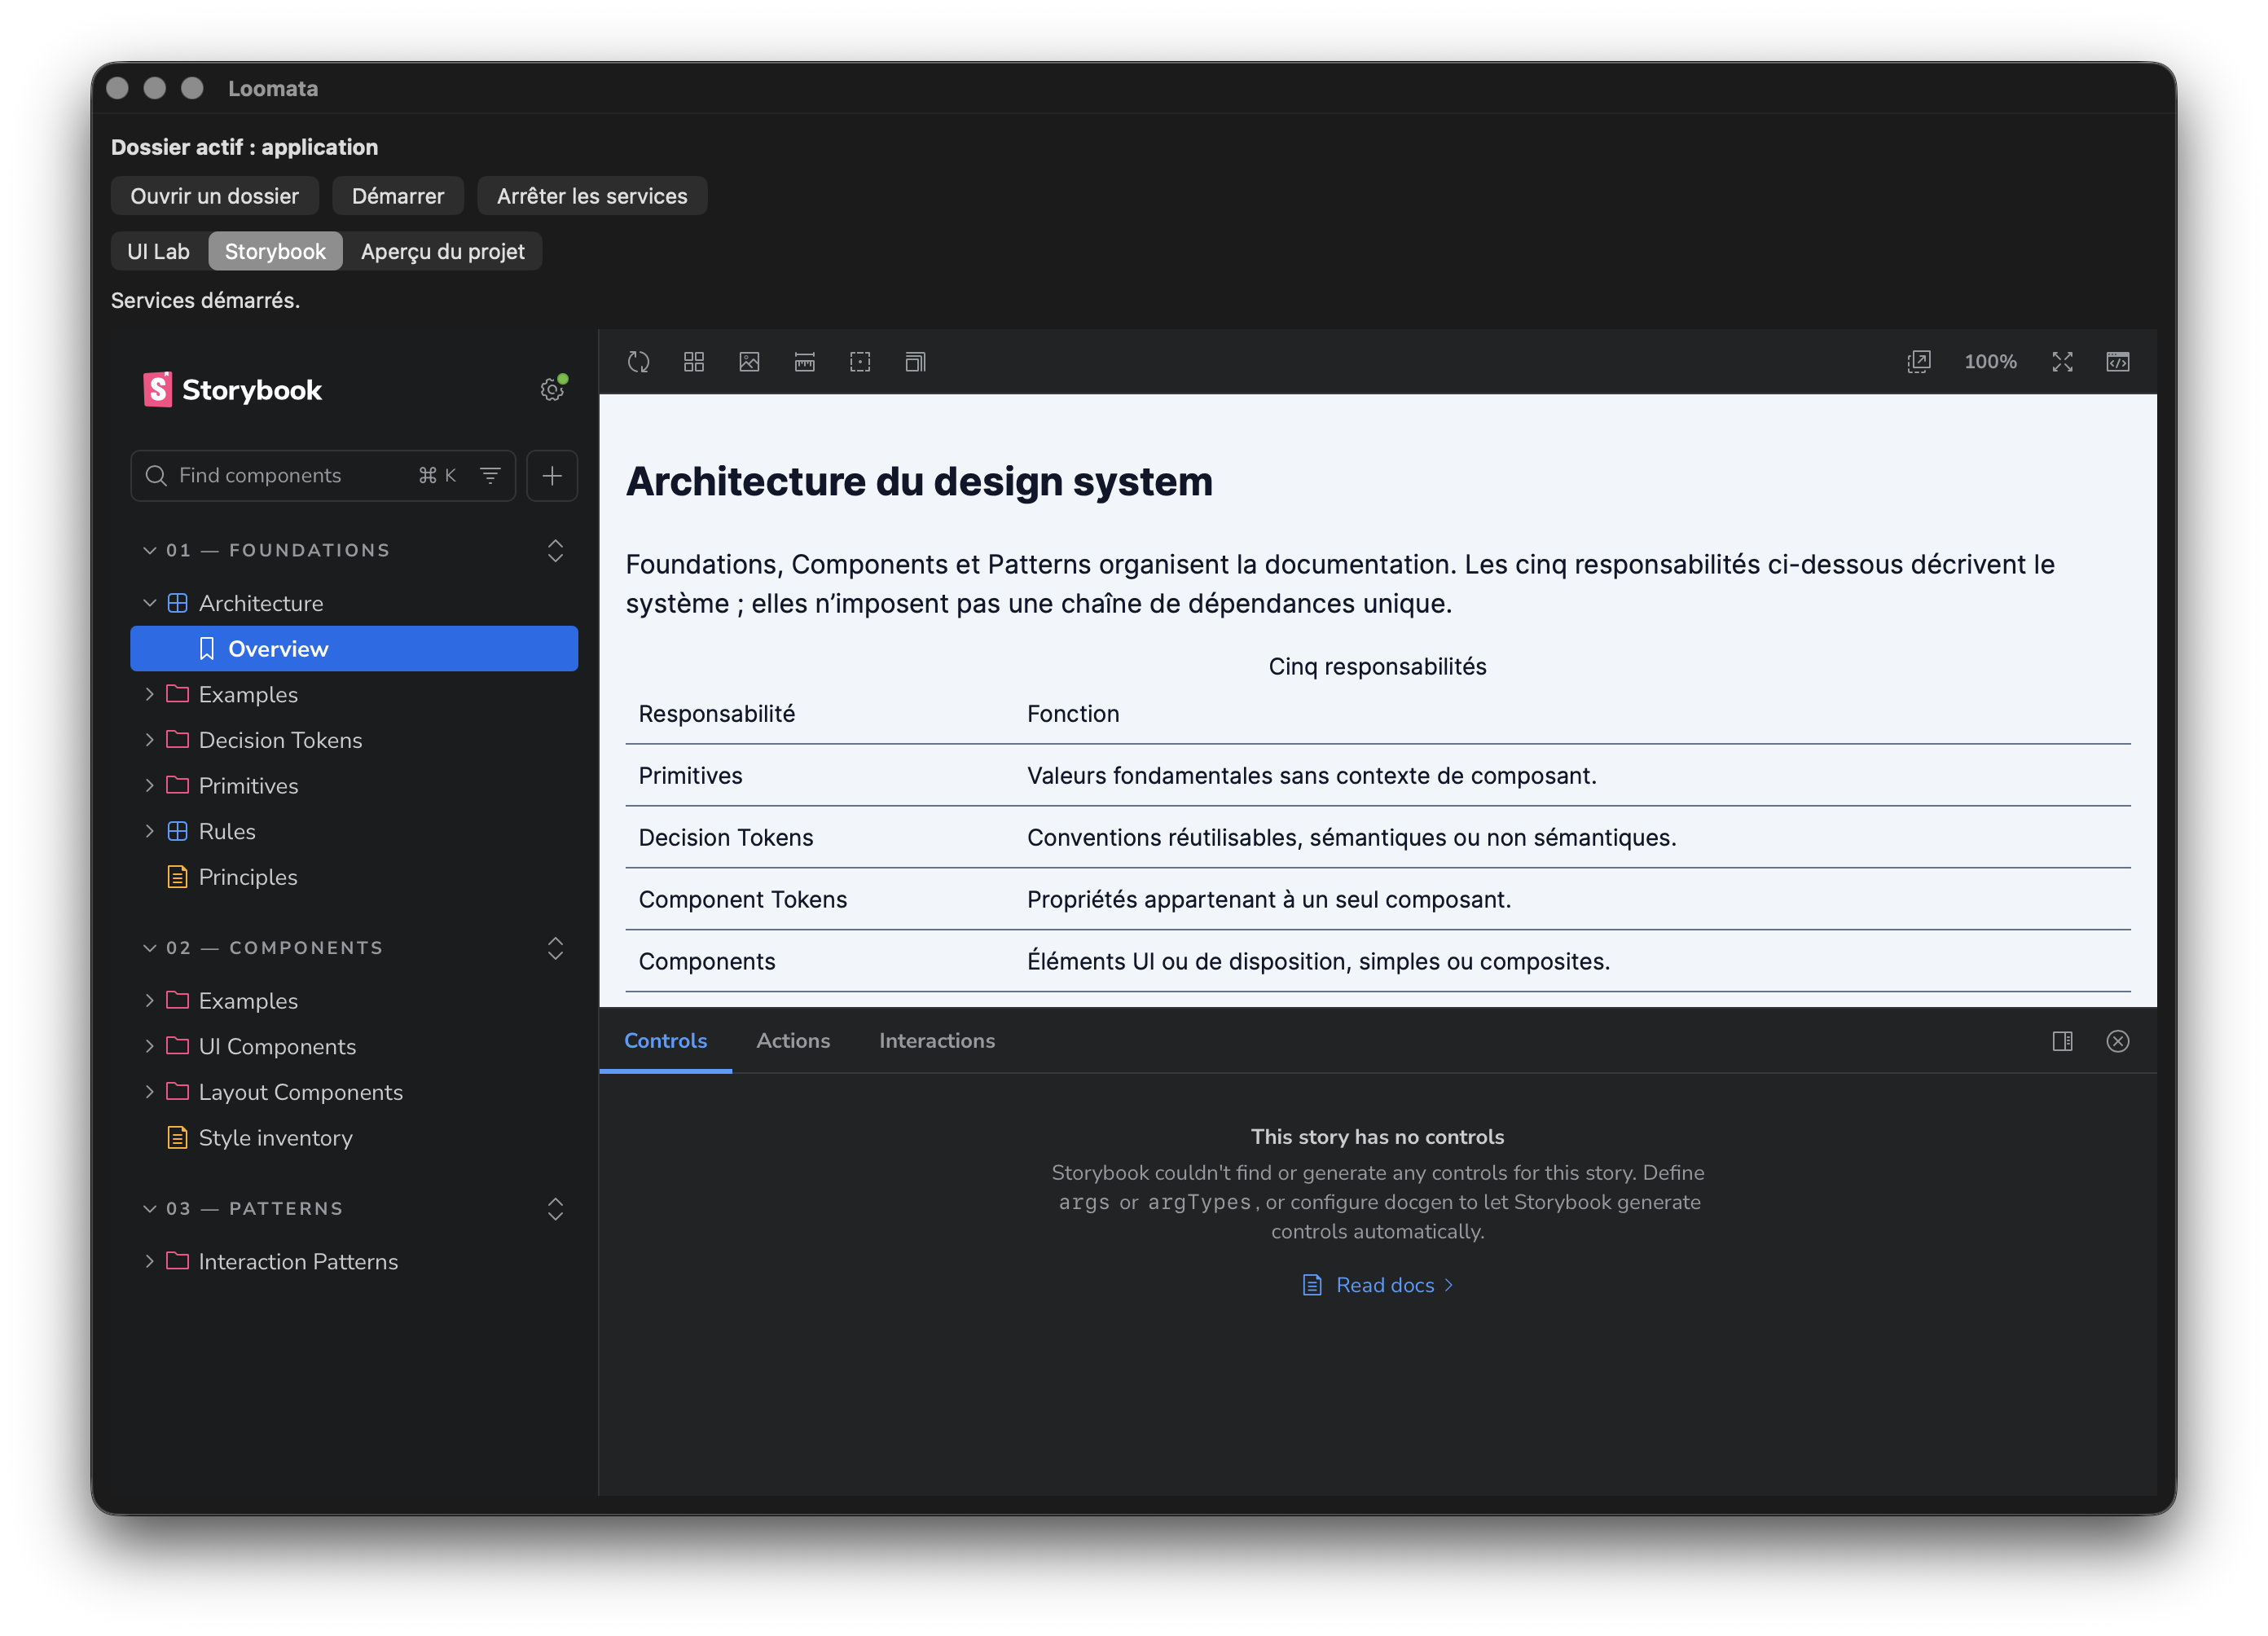 Loomata
Dossier actif : application
Ouvrir un dossier
Démarrer
Arrêter les services
UI Lab
Storybook
Aperçu du projet
Services démarrés.
Storybook
Find components
⌘ K
01 — FOUNDATIONS
Architecture
Overview
Examples
Decision Tokens
Primitives
Rules
Principles
02 — COMPONENTS
Examples
UI Components
Layout Components
Style inventory
03 — PATTERNS
Interaction Patterns
100%
Architecture du design system
Foundations, Components et Patterns organisent la documentation. Les cinq responsabilités ci-dessous décrivent le
système ; elles n’imposent pas une chaîne de dépendances unique.
Cinq responsabilités
Responsabilité Fonction
Primitives Valeurs fondamentales sans contexte de composant.
Decision Tokens Conventions réutilisables, sémantiques ou non sémantiques.
Component Tokens Propriétés appartenant à un seul composant.
Components Éléments UI ou de disposition, simples ou composites.
Controls
Actions
Interactions
This story has no controls
Storybook couldn't find or generate any controls for this story. Define
args or argTypes, or configure docgen to let Storybook generate
controls automatically.
Read docs